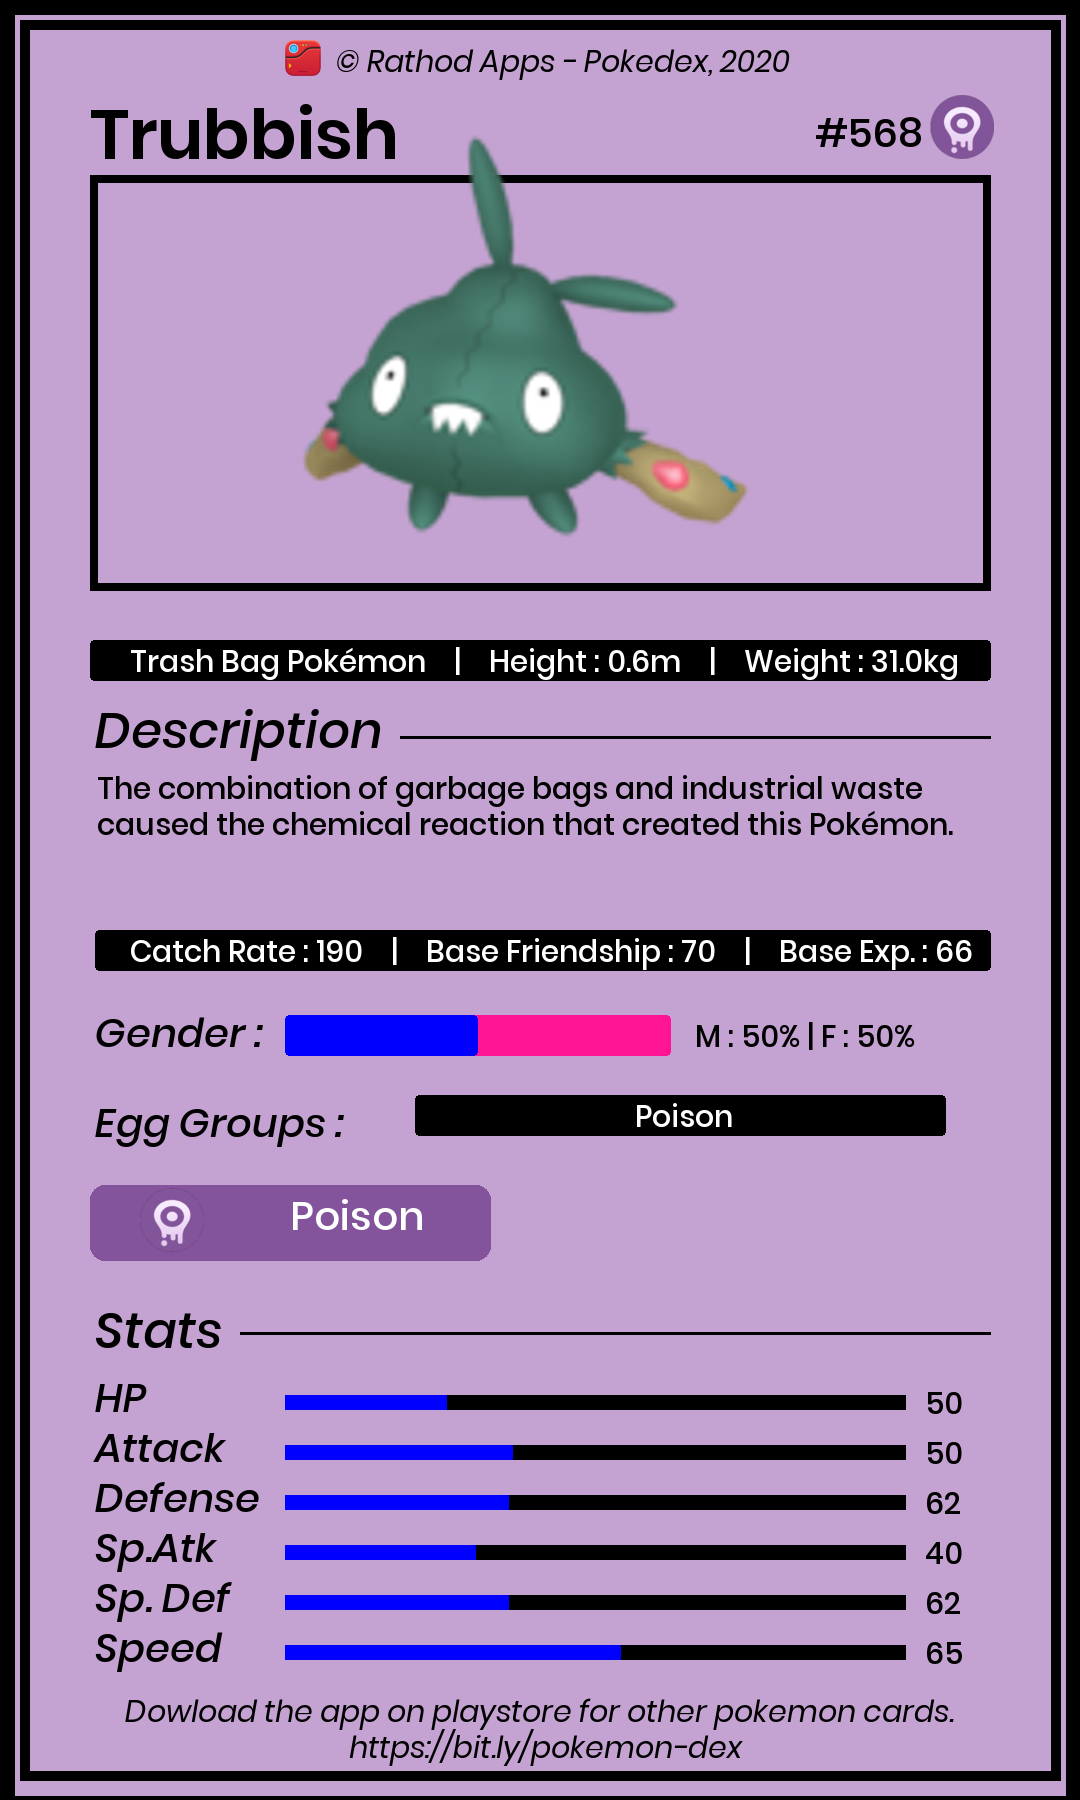 © Rathod Apps - Pokedex, 2020
Trubbish #568
Trash Bag Pokémon | Height : 0.6m | Weight : 31.0kg
Description
The combination of garbage bags and industrial waste
caused the chemical reaction that created this Pokémon.
Catch Rate : 190 | Base Friendship : 70 | Base Exp. : 66
Gender : M : 50% | F : 50%
Egg Groups : Poison
Poison
Stats
HP 50
Attack 50
Defense 62
Sp.Atk 40
Sp. Def 62
Speed 65
Dowload the app on playstore for other pokemon cards.
https://bit.ly/pokemon-dex